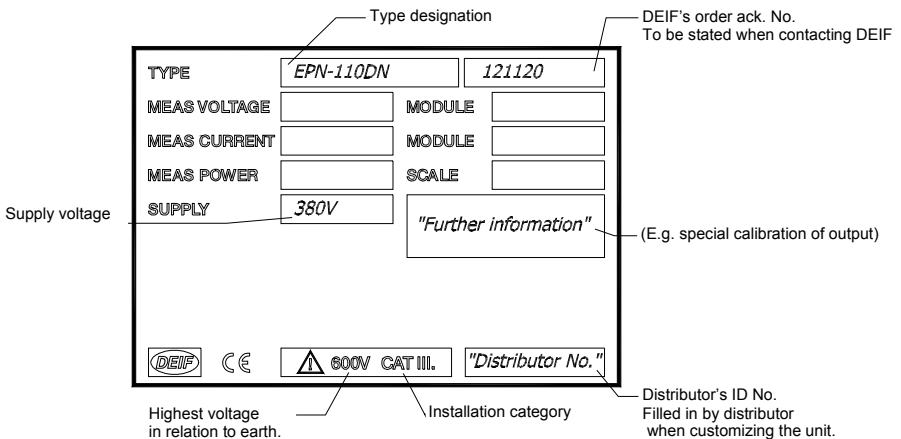 Type designation
DEIF's order ack. No.
To be stated when contacting DEIF
TYPE EPN-110DN 121120
MEAS VOLTAGE MODULE
MEAS CURRENT MODULE
MEAS POWER SCALE
Supply voltage
SUPPLY 380V
"Further information"
(E.g. special calibration of output)
DEIF CE 600V CAT III. "Distributor No."
Highest voltage
in relation to earth.
Installation category
Distributor's ID No.
Filled in by distributor
when customizing the unit.